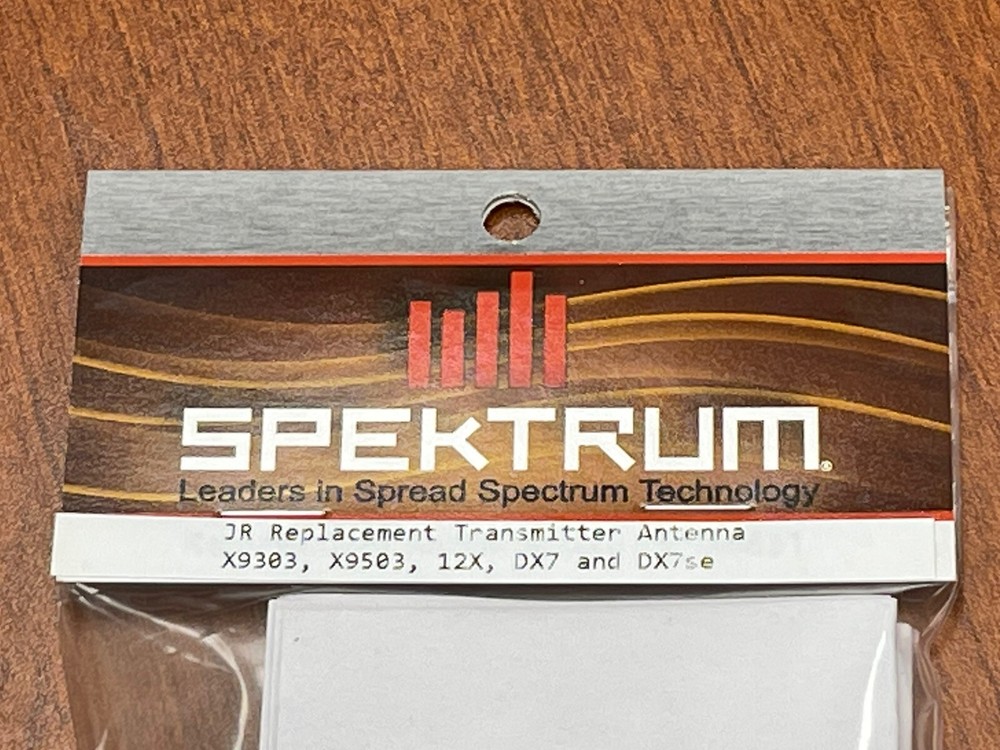 SPEKTRUM®
Leaders in Spread Spectrum Technology
JR Replacement Transmitter Antenna
X9303, X9503, 12X, DX7 and DX7se